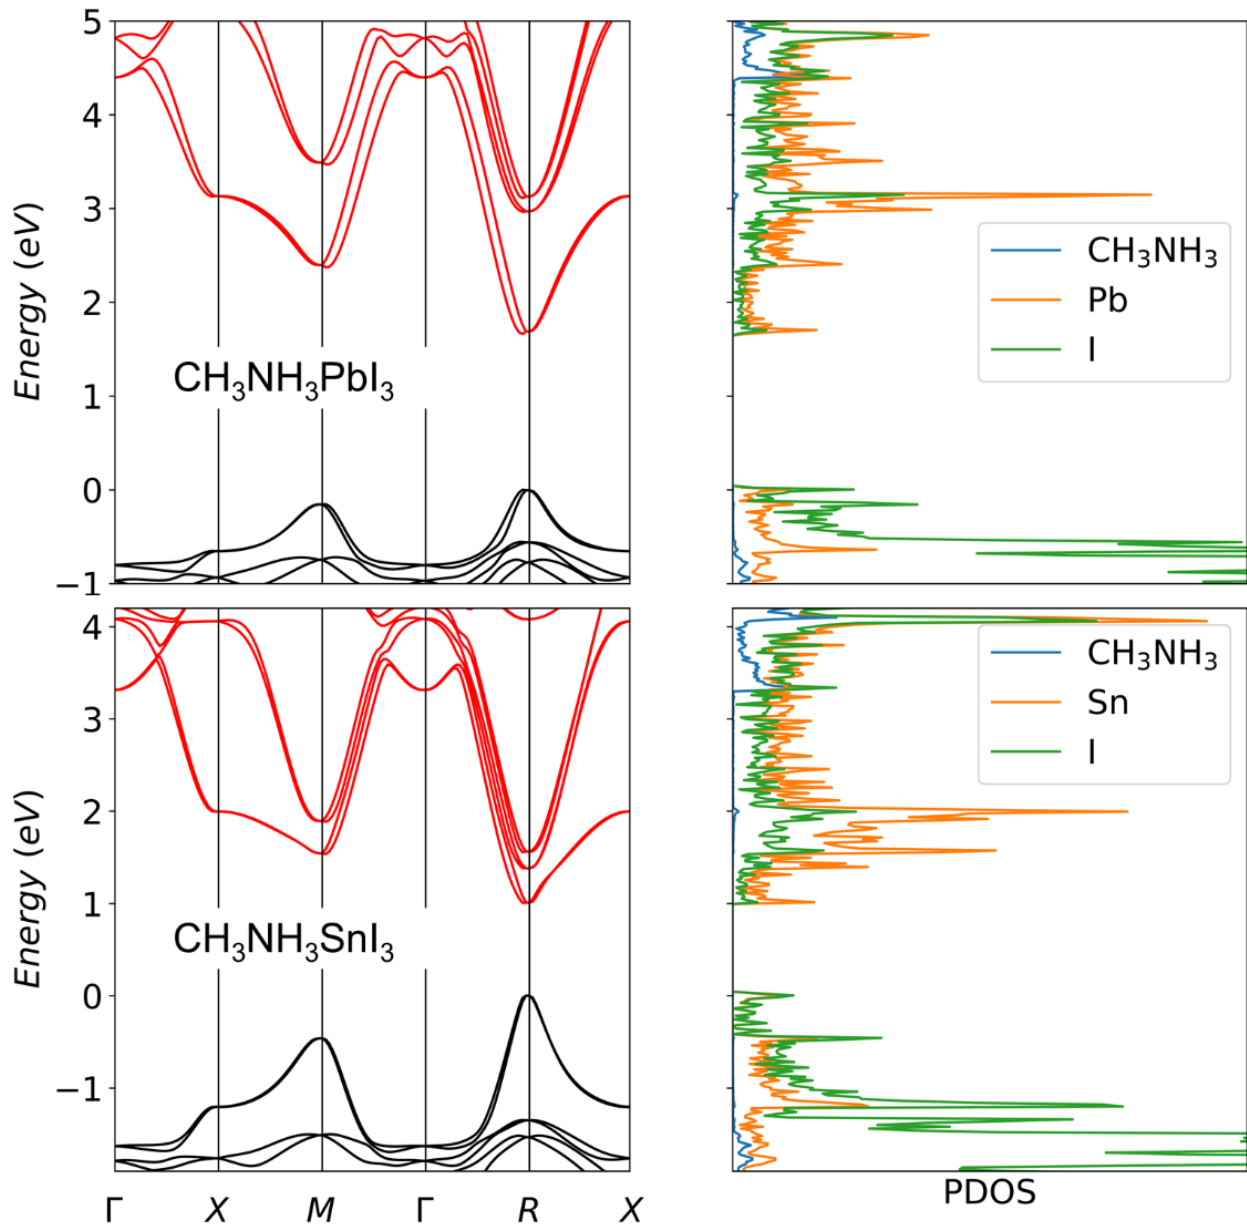 5
4
3
2
1
0
−1
Energy (eV)
CH₃NH₃PbI₃
CH₃NH₃
Pb
I
4
3
2
1
0
−1
Energy (eV)
CH₃NH₃SnI₃
Γ X M Γ R X
CH₃NH₃
Sn
I
PDOS